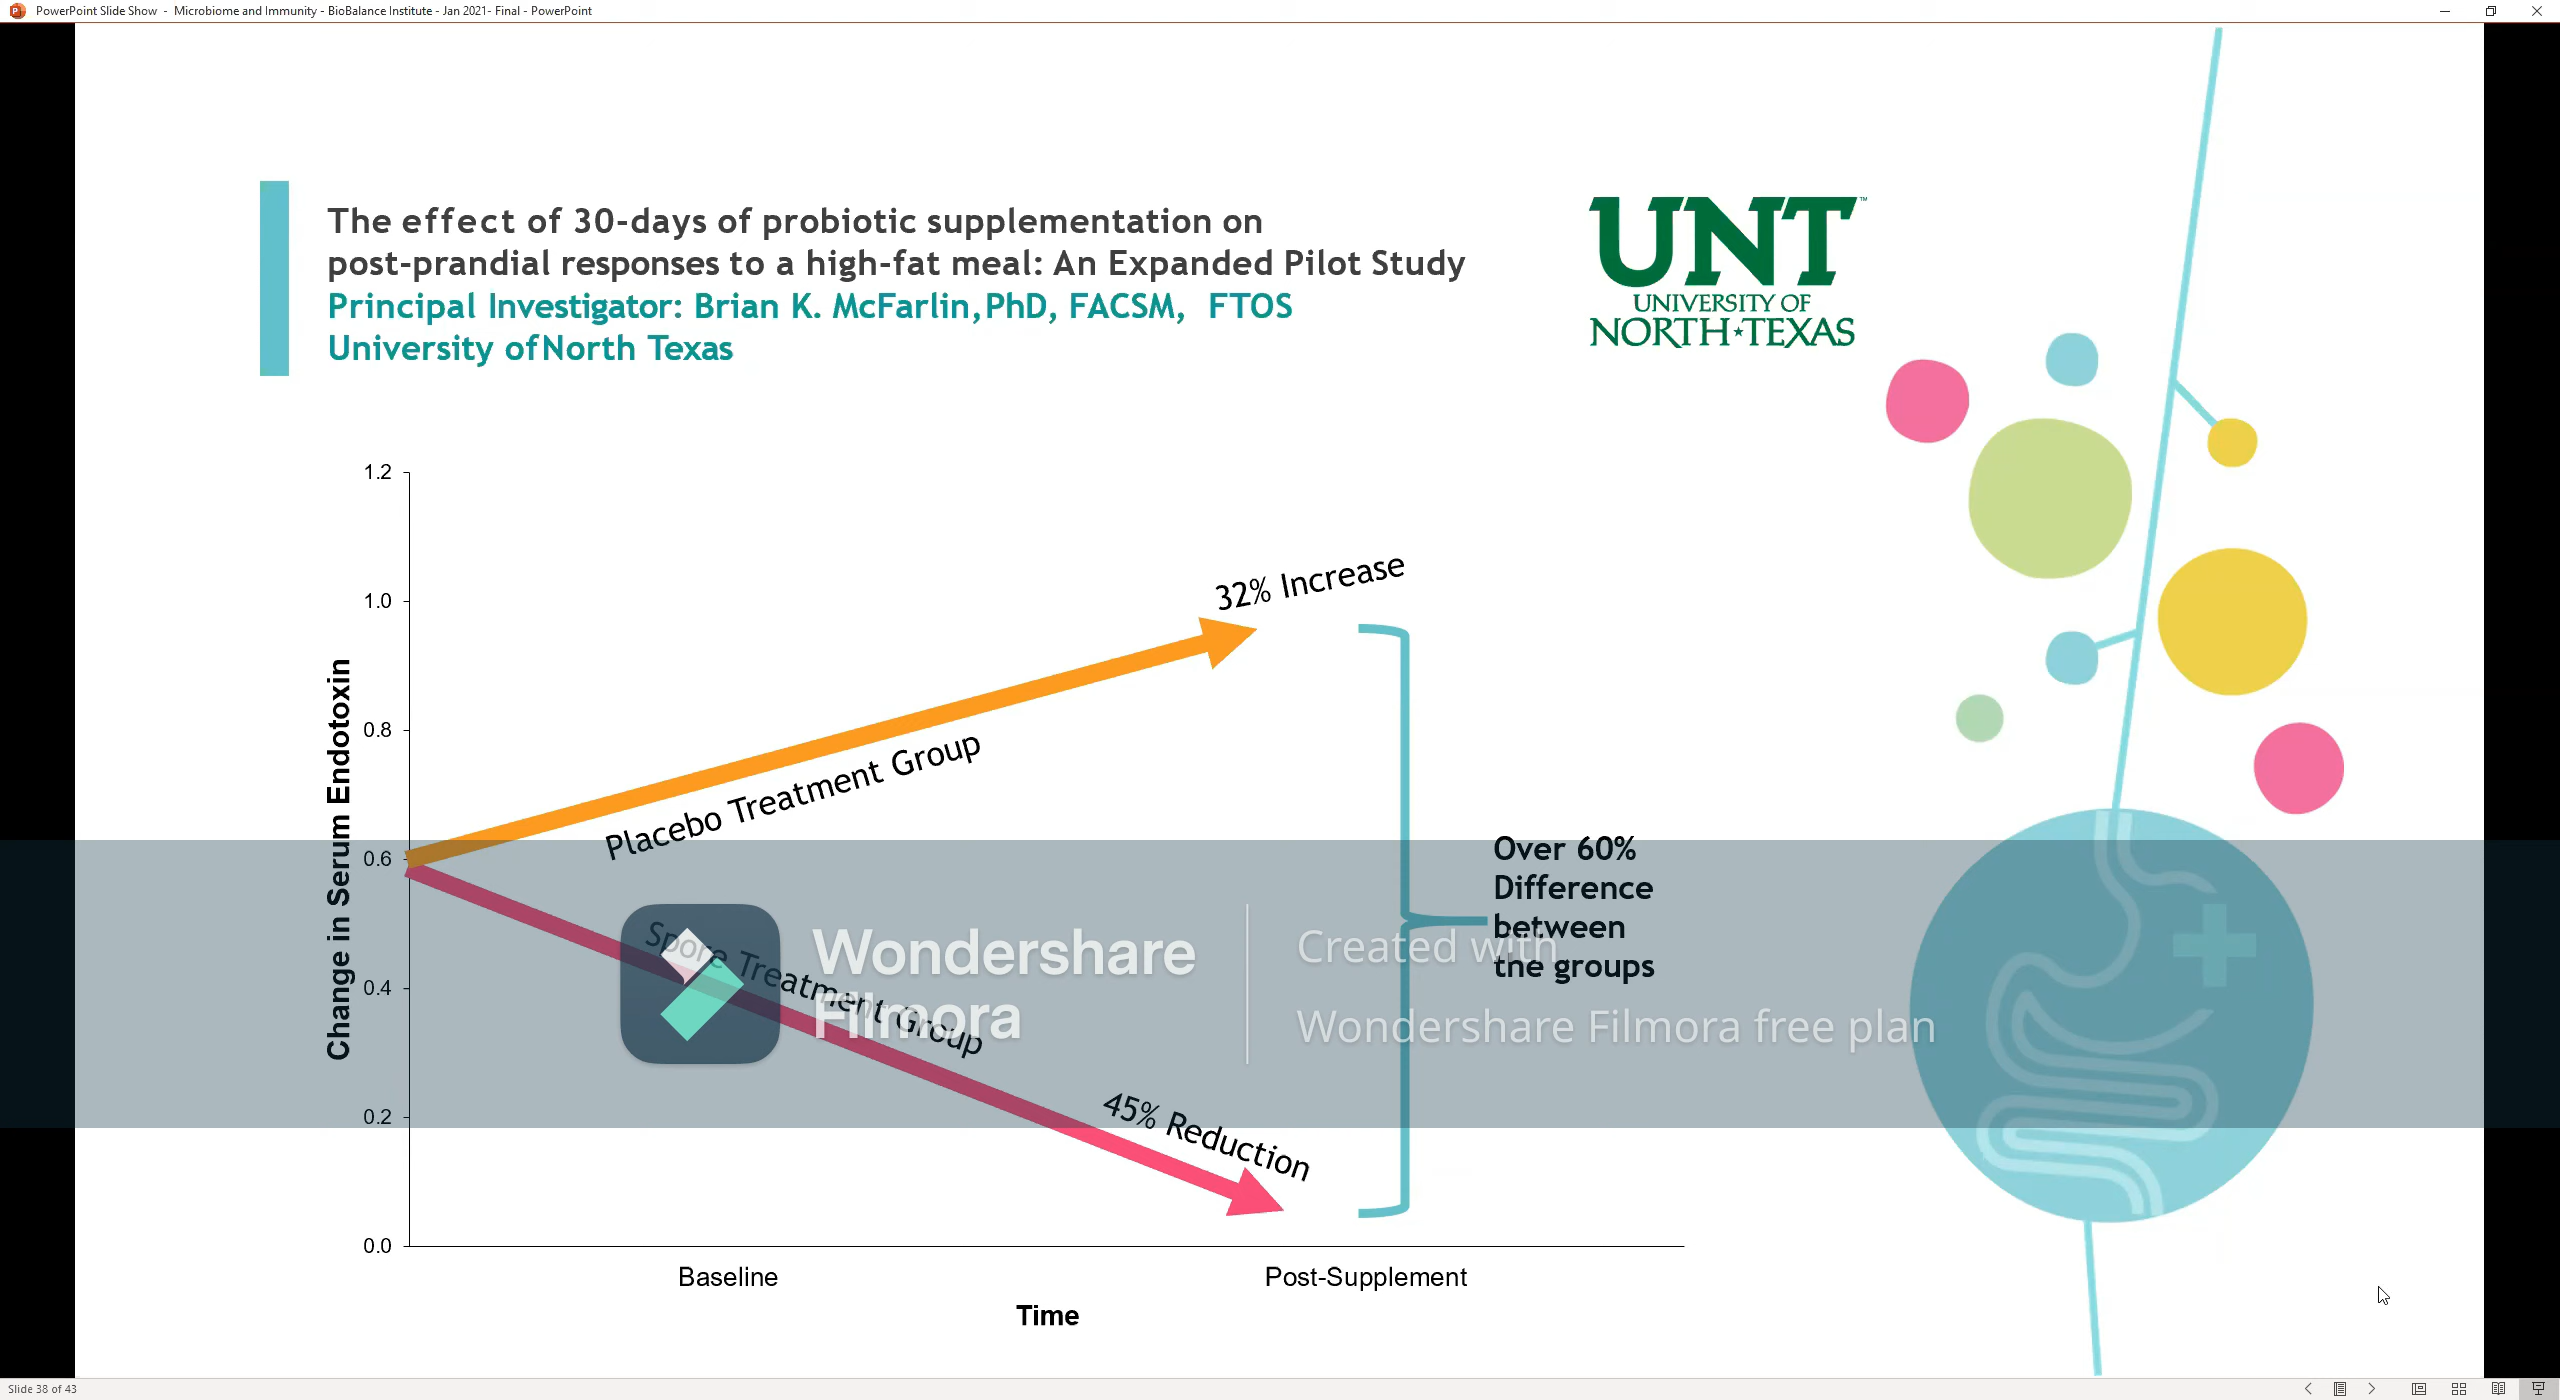 PowerPoint Slide Show - Microbiome and Immunity - BioBalance Institute - Jan 2021- Final - PowerPoint
The effect of 30-days of probiotic supplementation on
post-prandial responses to a high-fat meal: An Expanded Pilot Study
Principal Investigator: Brian K. McFarlin, PhD, FACSM, FTOS
University of North Texas
UNT™
UNIVERSITY OF
NORTH★TEXAS
1.2
1.0
0.8
0.6
0.4
0.2
0.0
Change in Serum Endotoxin
32% Increase
Placebo Treatment Group
Spore Treatment Group
45% Reduction
Over 60%
Difference
between
the groups
Wondershare
Filmora
Created with
Wondershare Filmora free plan
Baseline
Post-Supplement
Time
Slide 38 of 43